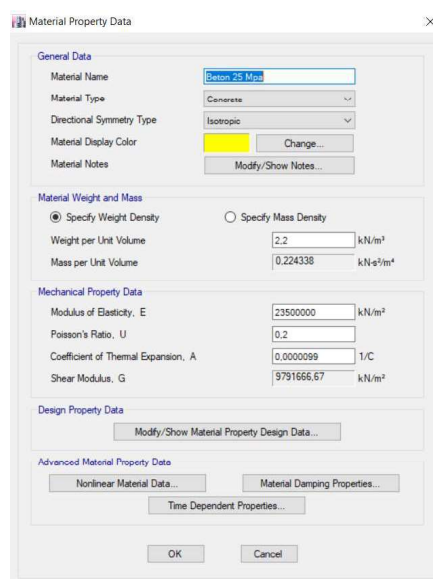 Material Property Data
General Data
Material Name Beton 25 Mpa
Material Type Concrete
Directional Symmetry Type Isotropic
Material Display Color Change...
Material Notes Modify/Show Notes...
Material Weight and Mass
Specify Weight Density Specify Mass Density
Weight per Unit Volume 2,2 kN/m³
Mass per Unit Volume 0,224338 kN-s²/m⁴
Mechanical Property Data
Modulus of Elasticity, E 23500000 kN/m²
Poisson's Ratio, U 0,2
Coefficient of Thermal Expansion, A 0,0000099 1/C
Shear Modulus, G 9791666,67 kN/m²
Design Property Data
Modify/Show Material Property Design Data...
Advanced Material Property Data
Nonlinear Material Data... Material Damping Properties...
Time Dependent Properties...
OK Cancel